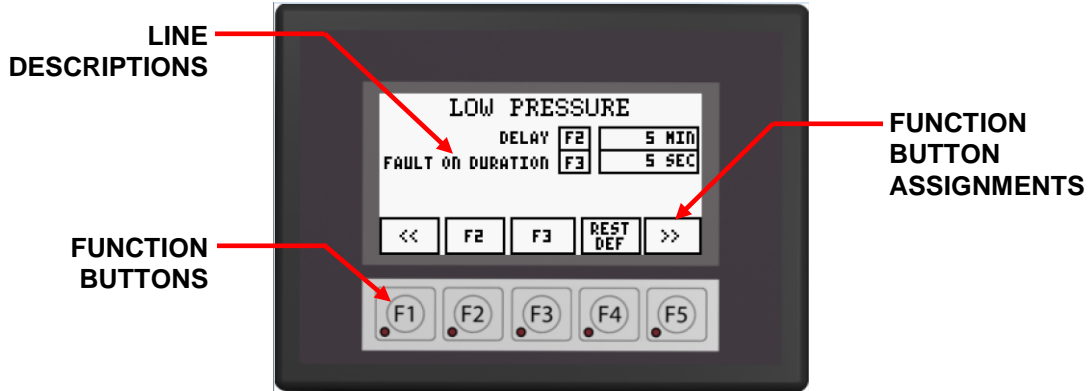 LINE
DESCRIPTIONS
LOW PRESSURE
DELAY F2 5 MIN
FAULT ON DURATION F3 5 SEC
FUNCTION
BUTTON
ASSIGNMENTS
<< F2 F3 REST DEF >>
FUNCTION
BUTTONS
F1 F2 F3 F4 F5